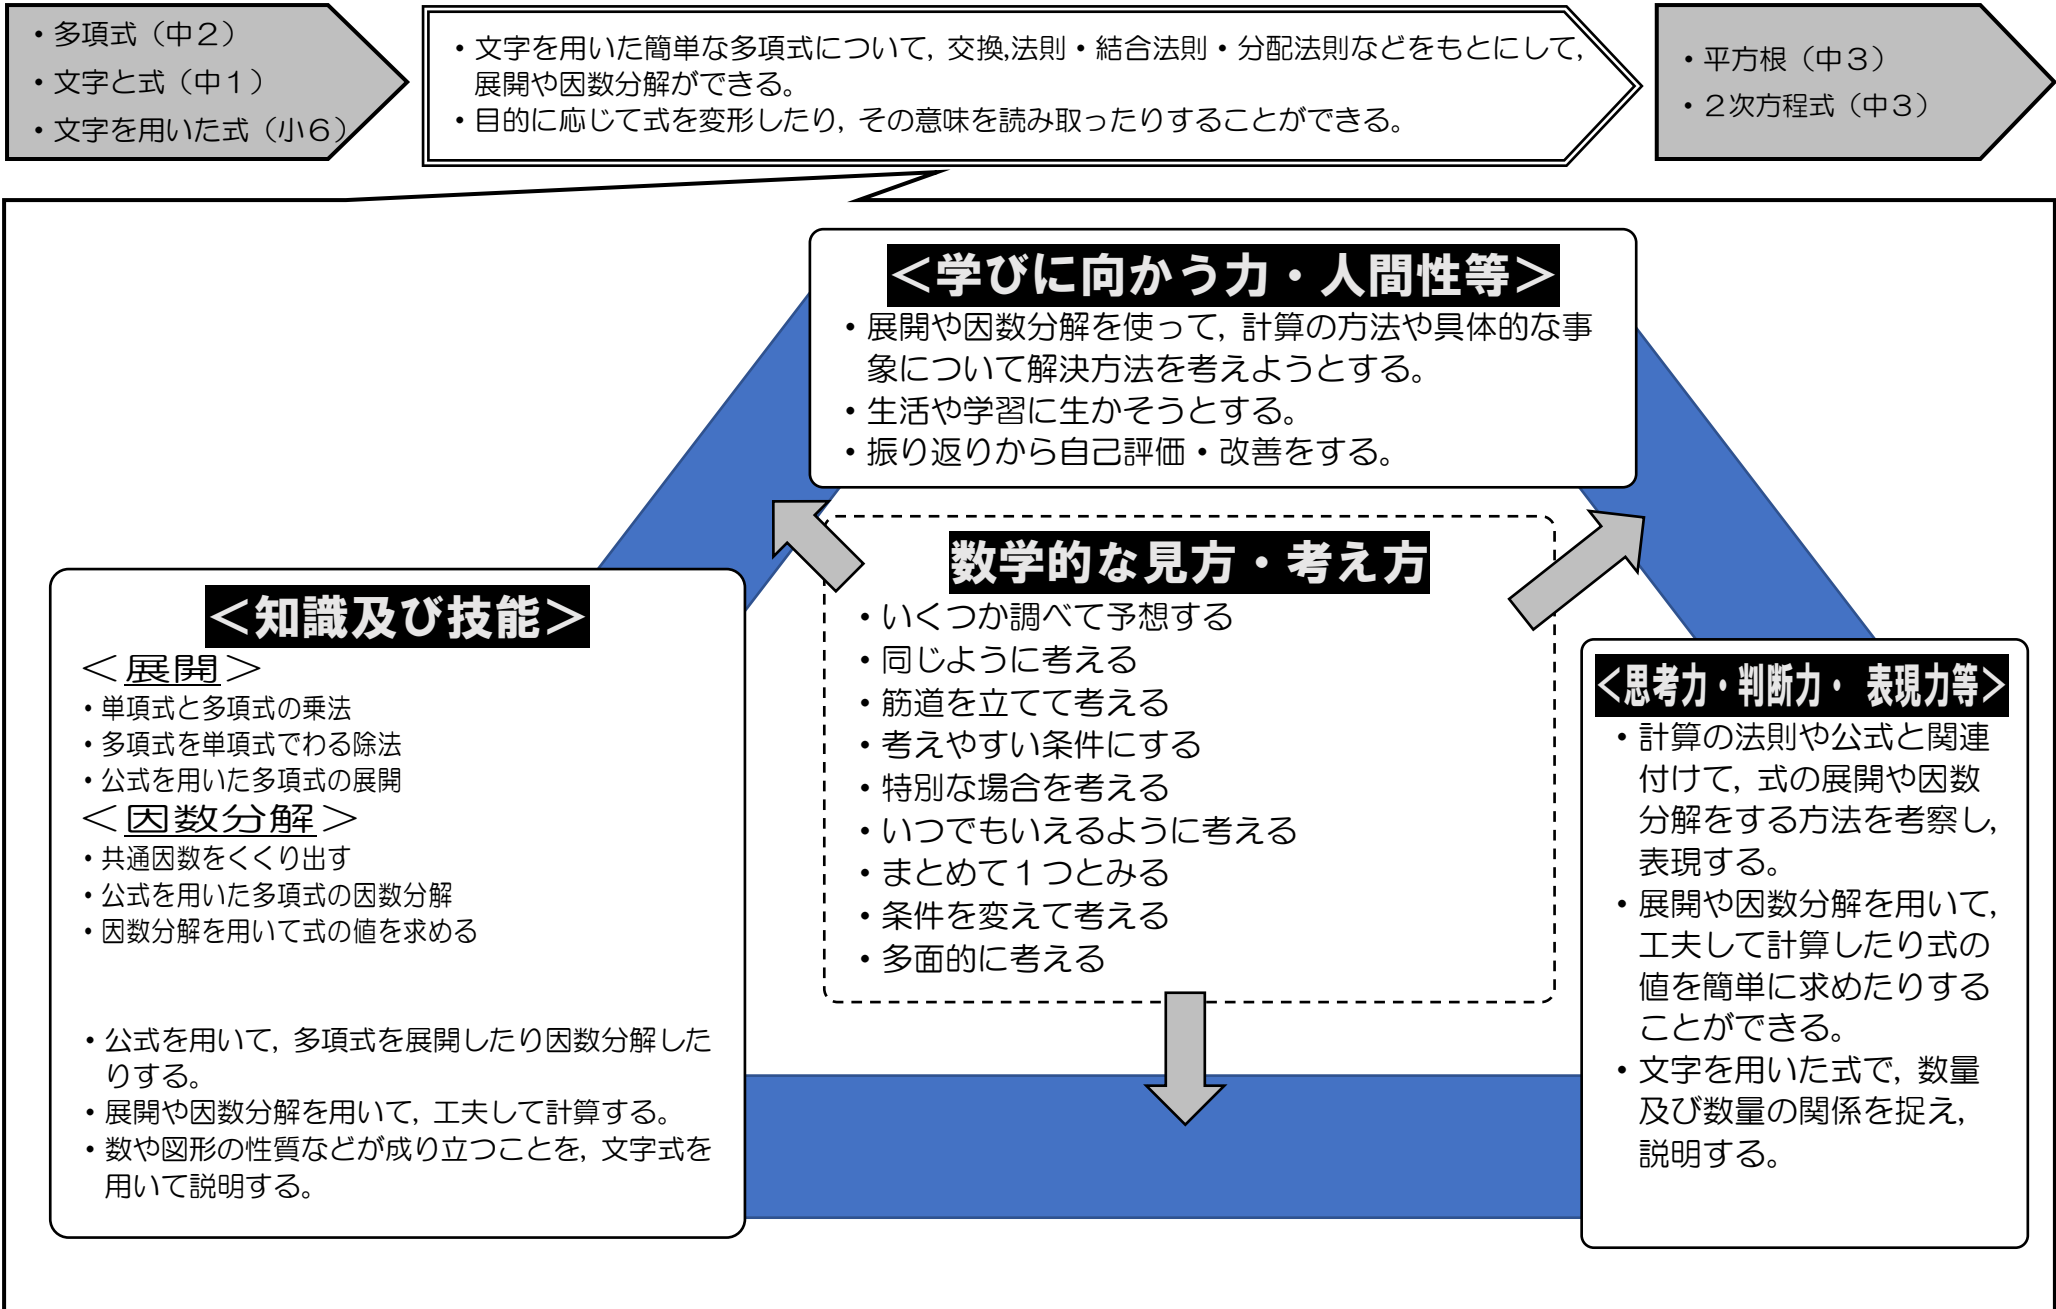 ・多項式（中２）
・文字と式（中１）
・文字を用いた式（小６）
・文字を用いた簡単な多項式について, 交換,法則・結合法則・分配法則などをもとにして,
展開や因数分解ができる。
・目的に応じて式を変形したり, その意味を読み取ったりすることができる。
・平方根（中３）
・２次方程式（中３）
＜学びに向かう力・人間性等＞
・展開や因数分解を使って, 計算の方法や具体的な事
象について解決方法を考えようとする。
・生活や学習に生かそうとする。
・振り返りから自己評価・改善をする。
数学的な見方・考え方
・いくつか調べて予想する
・同じように考える
・筋道を立てて考える
・考えやすい条件にする
・特別な場合を考える
・いつでもいえるように考える
・まとめて１つとみる
・条件を変えて考える
・多面的に考える
＜知識及び技能＞
＜展開＞
・単項式と多項式の乗法
・多項式を単項式でわる除法
・公式を用いた多項式の展開
＜因数分解＞
・共通因数をくくり出す
・公式を用いた多項式の因数分解
・因数分解を用いて式の値を求める
・公式を用いて, 多項式を展開したり因数分解した
りする。
・展開や因数分解を用いて, 工夫して計算する。
・数や図形の性質などが成り立つことを, 文字式を
用いて説明する。
＜思考力・判断力・ 表現力等＞
・計算の法則や公式と関連
付けて, 式の展開や因数
分解をする方法を考察し,
表現する。
・展開や因数分解を用いて,
工夫して計算したり式の
値を簡単に求めたりする
ことができる。
・文字を用いた式で, 数量
及び数量の関係を捉え,
説明する。